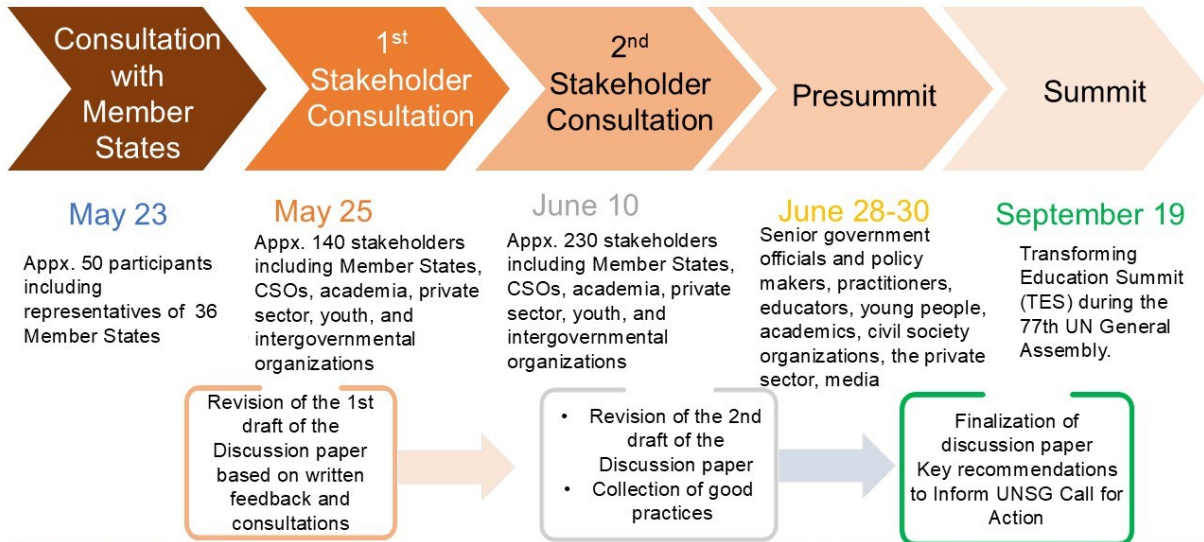 Consultation
with
Member
States
1st
Stakeholder
Consultation
2nd
Stakeholder
Consultation
Presummit
Summit
May 23
Appx. 50 participants
including
representatives of 36
Member States
May 25
Appx. 140 stakeholders
including Member States,
CSOs, academia, private
sector, youth, and
intergovernmental
organizations
June 10
Appx. 230 stakeholders
including Member States,
CSOs, academia, private
sector, youth, and
intergovernmental
organizations
June 28-30
Senior government
officials and policy
makers, practitioners,
educators, young people,
academics, civil society
organizations, the private
sector, media
September 19
Transforming
Education Summit
(TES) during the
77th UN General
Assembly.
Revision of the 1st
draft of the
Discussion paper
based on written
feedback and
consultations
• Revision of the 2nd
draft of the
Discussion paper
• Collection of good
practices
Finalization of
discussion paper
Key recommendations
to Inform UNSG Call for
Action